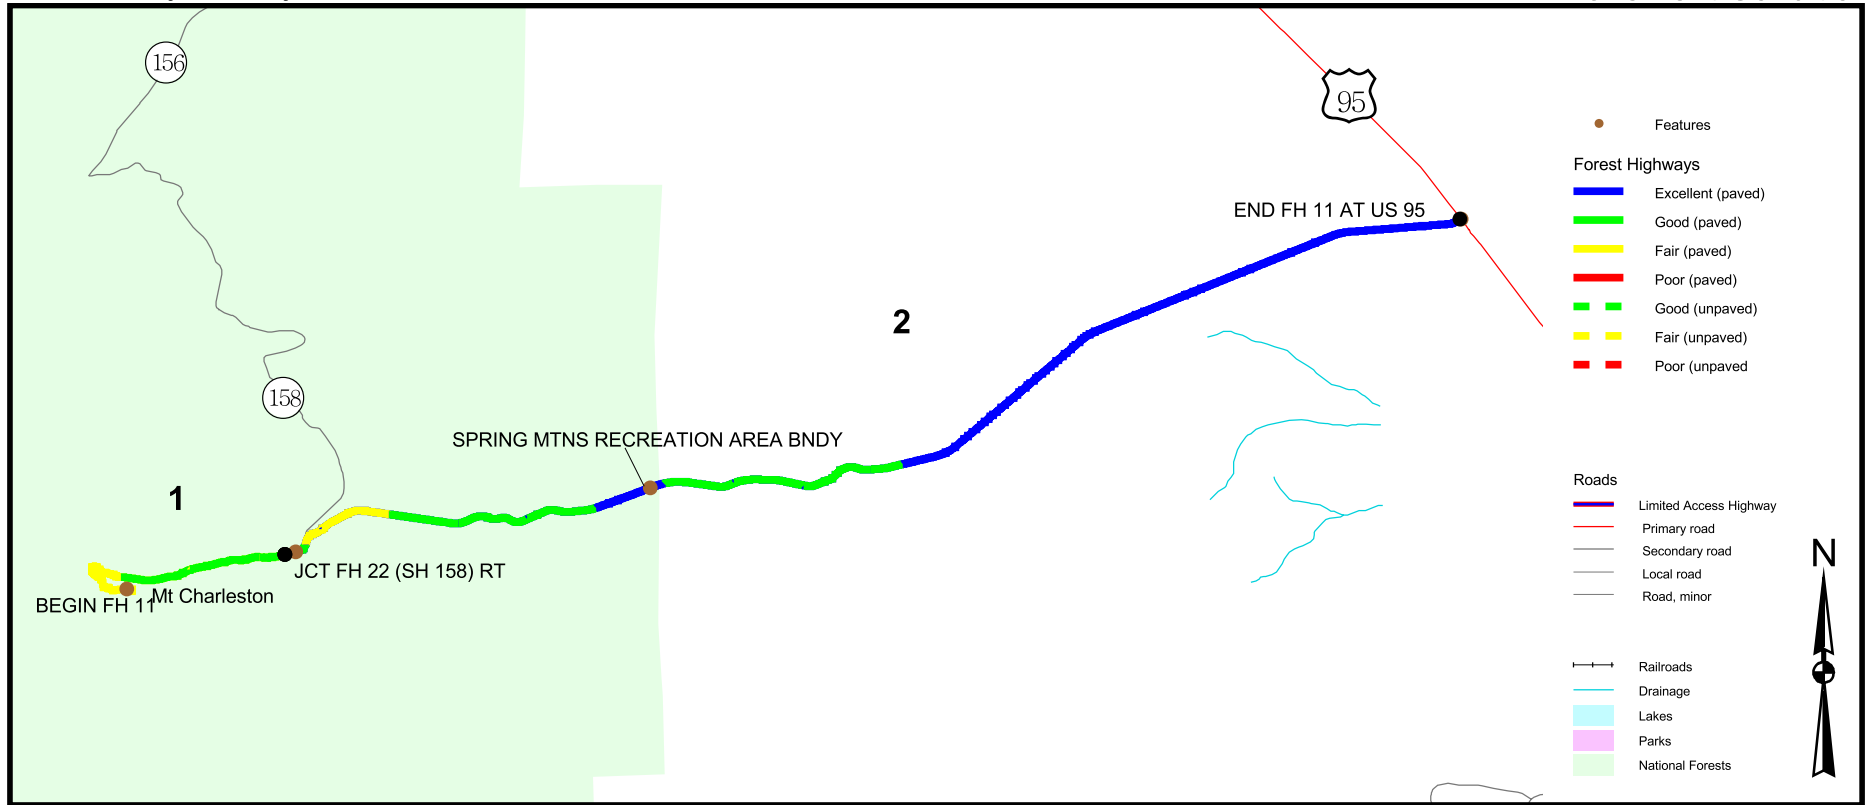 156
95
Features
Forest Highways
Excellent (paved)
END FH 11 AT US 95
Good (paved)
Fair (paved)
Poor (paved)
Good (unpaved)
2
Fair (unpaved)
Poor (unpaved
158
SPRING MTNS RECREATION AREA BNDY
Roads
1
Limited Access Highway
Primary road
Secondary road
N
JCT FH 22 (SH 158) RT
Local road
Mt Charleston
Road, minor
BEGIN FH 11
Railroads
Drainage
Lakes
Parks
National Forests